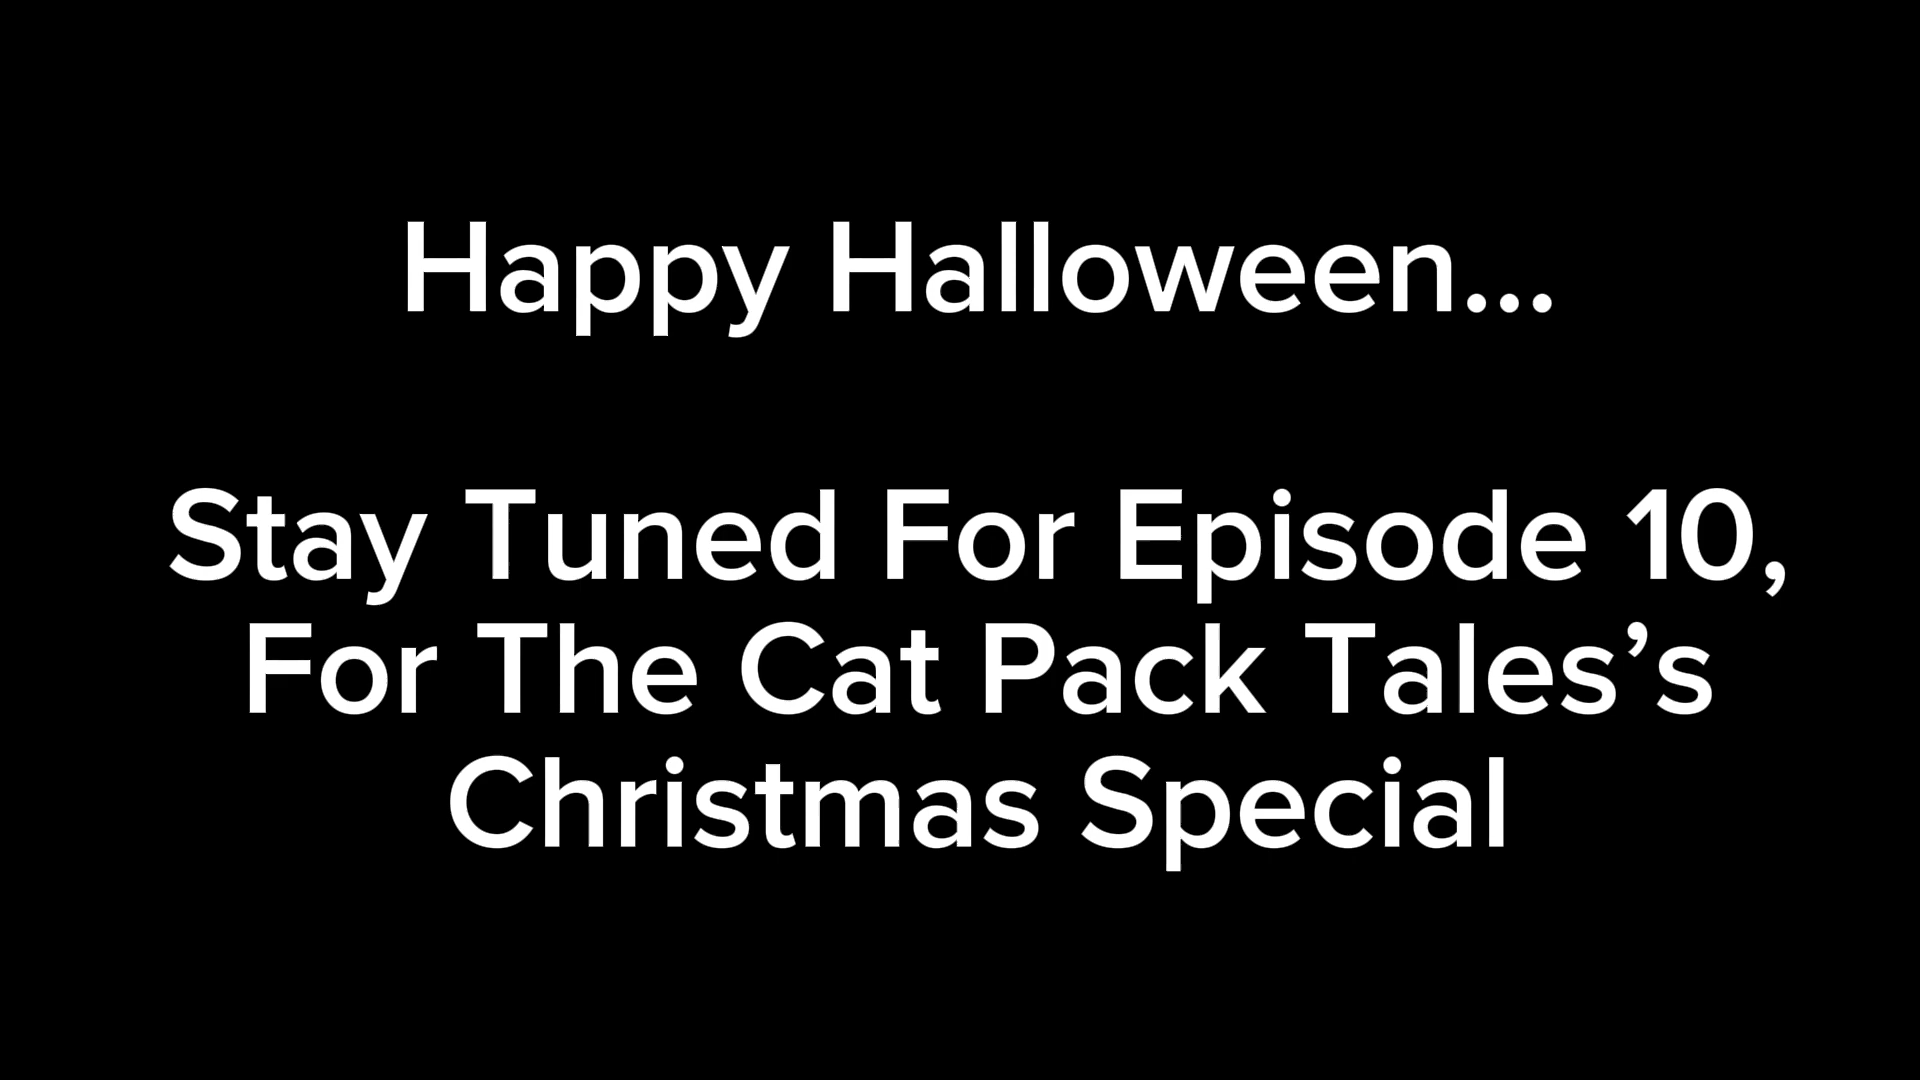 Happy Halloween...
Stay Tuned For Episode 10,
For The Cat Pack Tales’s
Christmas Special